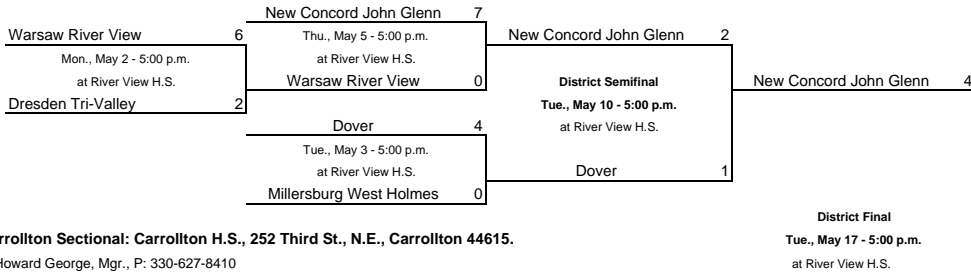 New Concord John Glenn 7
Warsaw River View 6
Thu., May 5 - 5:00 p.m.
New Concord John Glenn 2
Mon., May 2 - 5:00 p.m.
at River View H.S.
at River View H.S.
Warsaw River View 0
District Semifinal
New Concord John Glenn 4
Dresden Tri-Valley 2
Tue., May 10 - 5:00 p.m.
Dover 4
at River View H.S.
Tue., May 3 - 5:00 p.m.
at River View H.S.
Dover 1
Millersburg West Holmes 0
District Final
rrollton Sectional: Carrollton H.S., 252 Third St., N.E., Carrollton 44615.
Tue., May 17 - 5:00 p.m.
Howard George, Mgr., P: 330-627-8410
at River View H.S.